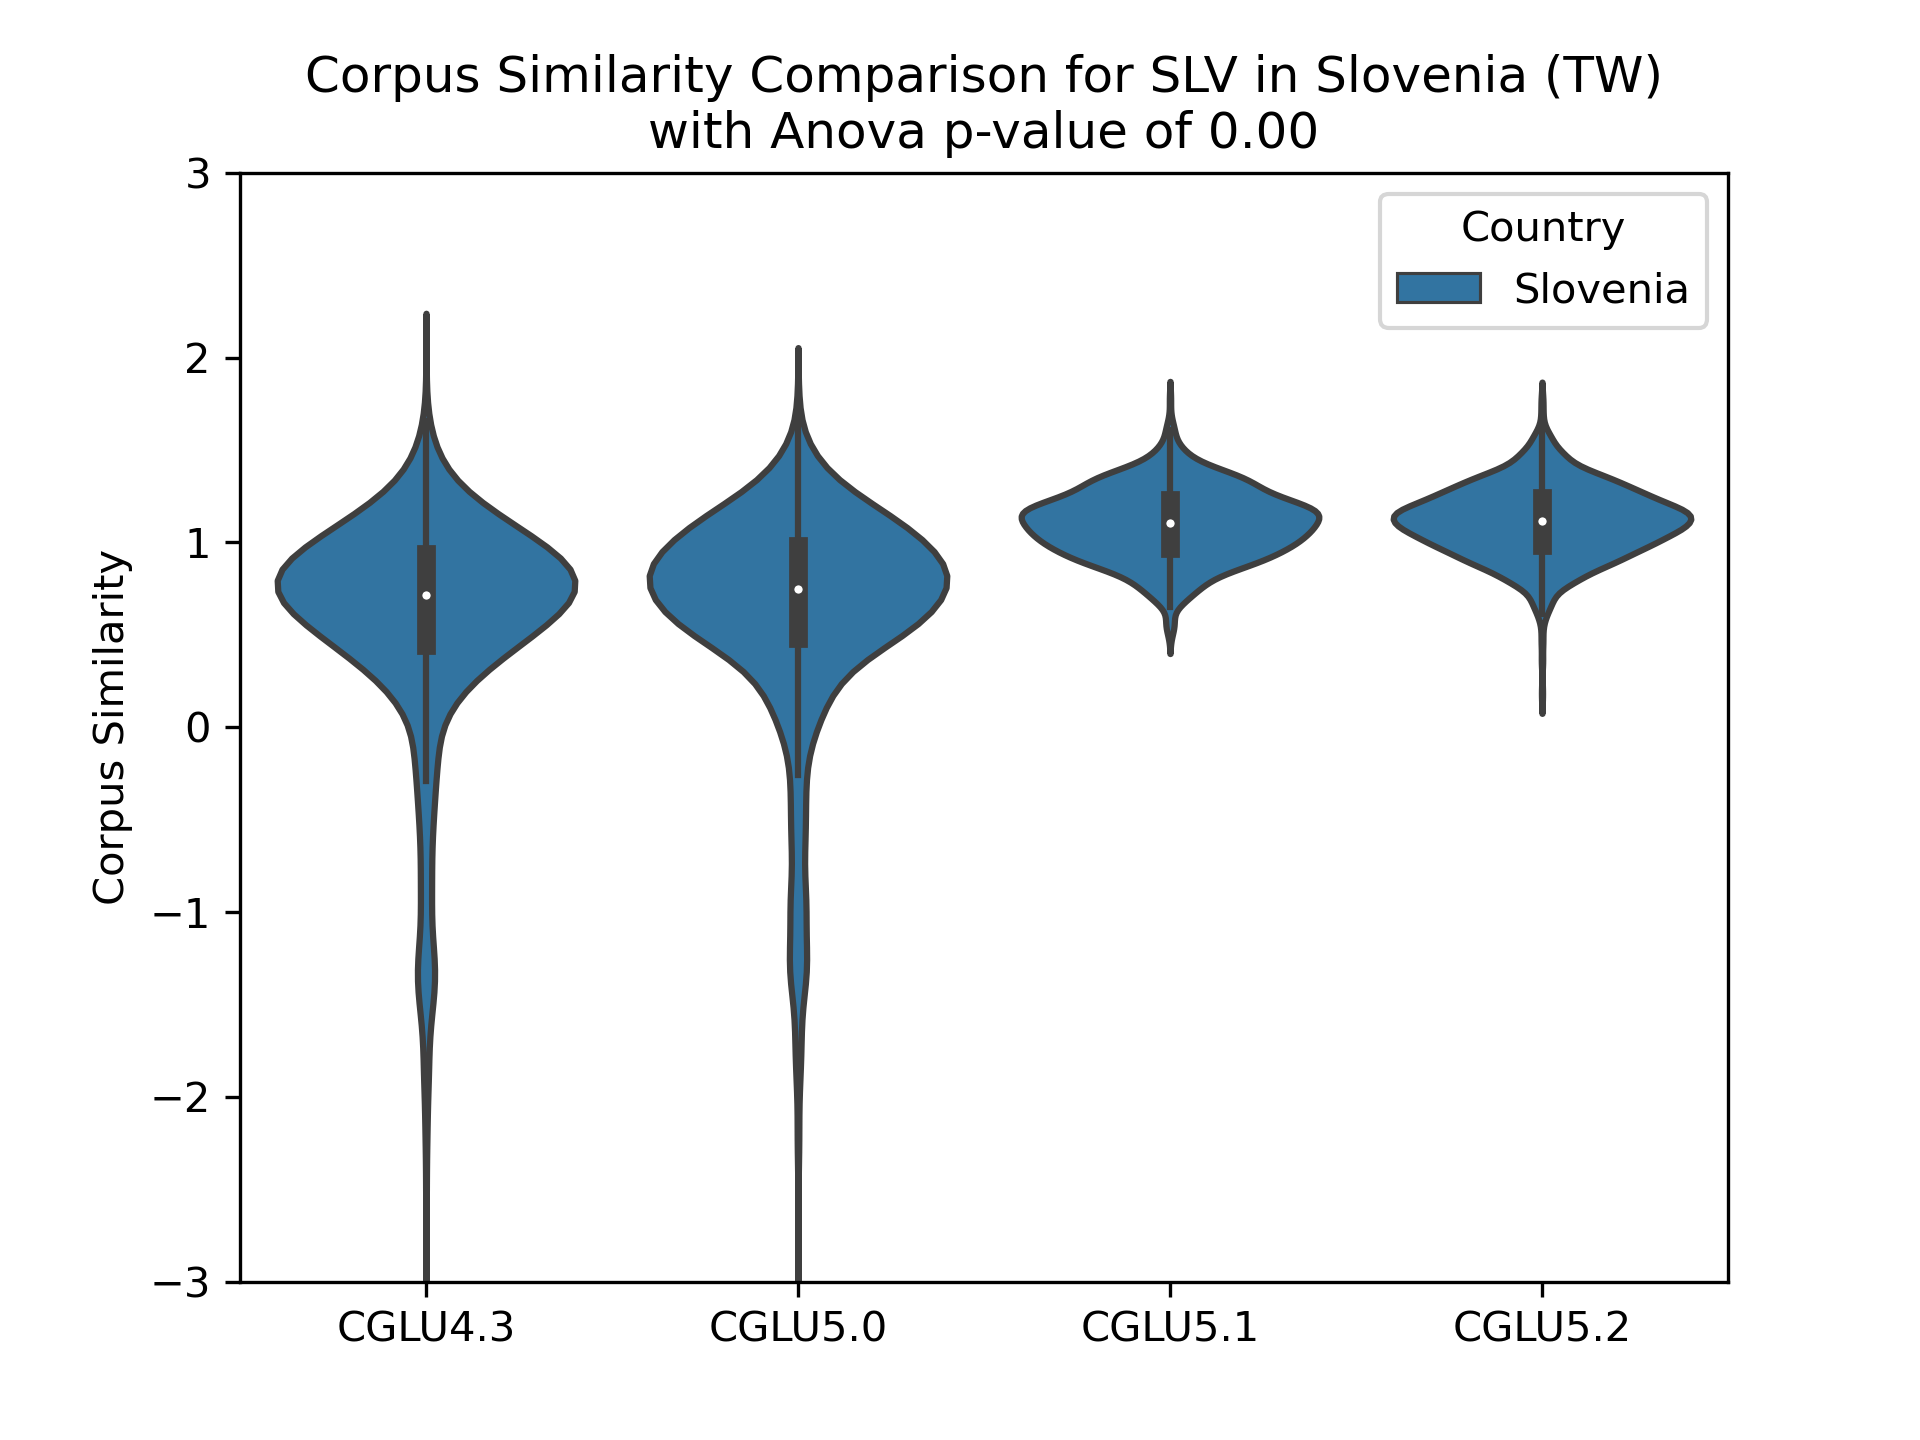 Corpus Similarity Comparison for SLV in Slovenia (TW)
with Anova p-value of 0.00
Country
Slovenia
Corpus Similarity
3
2
1
0
−1
−2
−3
CGLU4.3
CGLU5.0
CGLU5.1
CGLU5.2